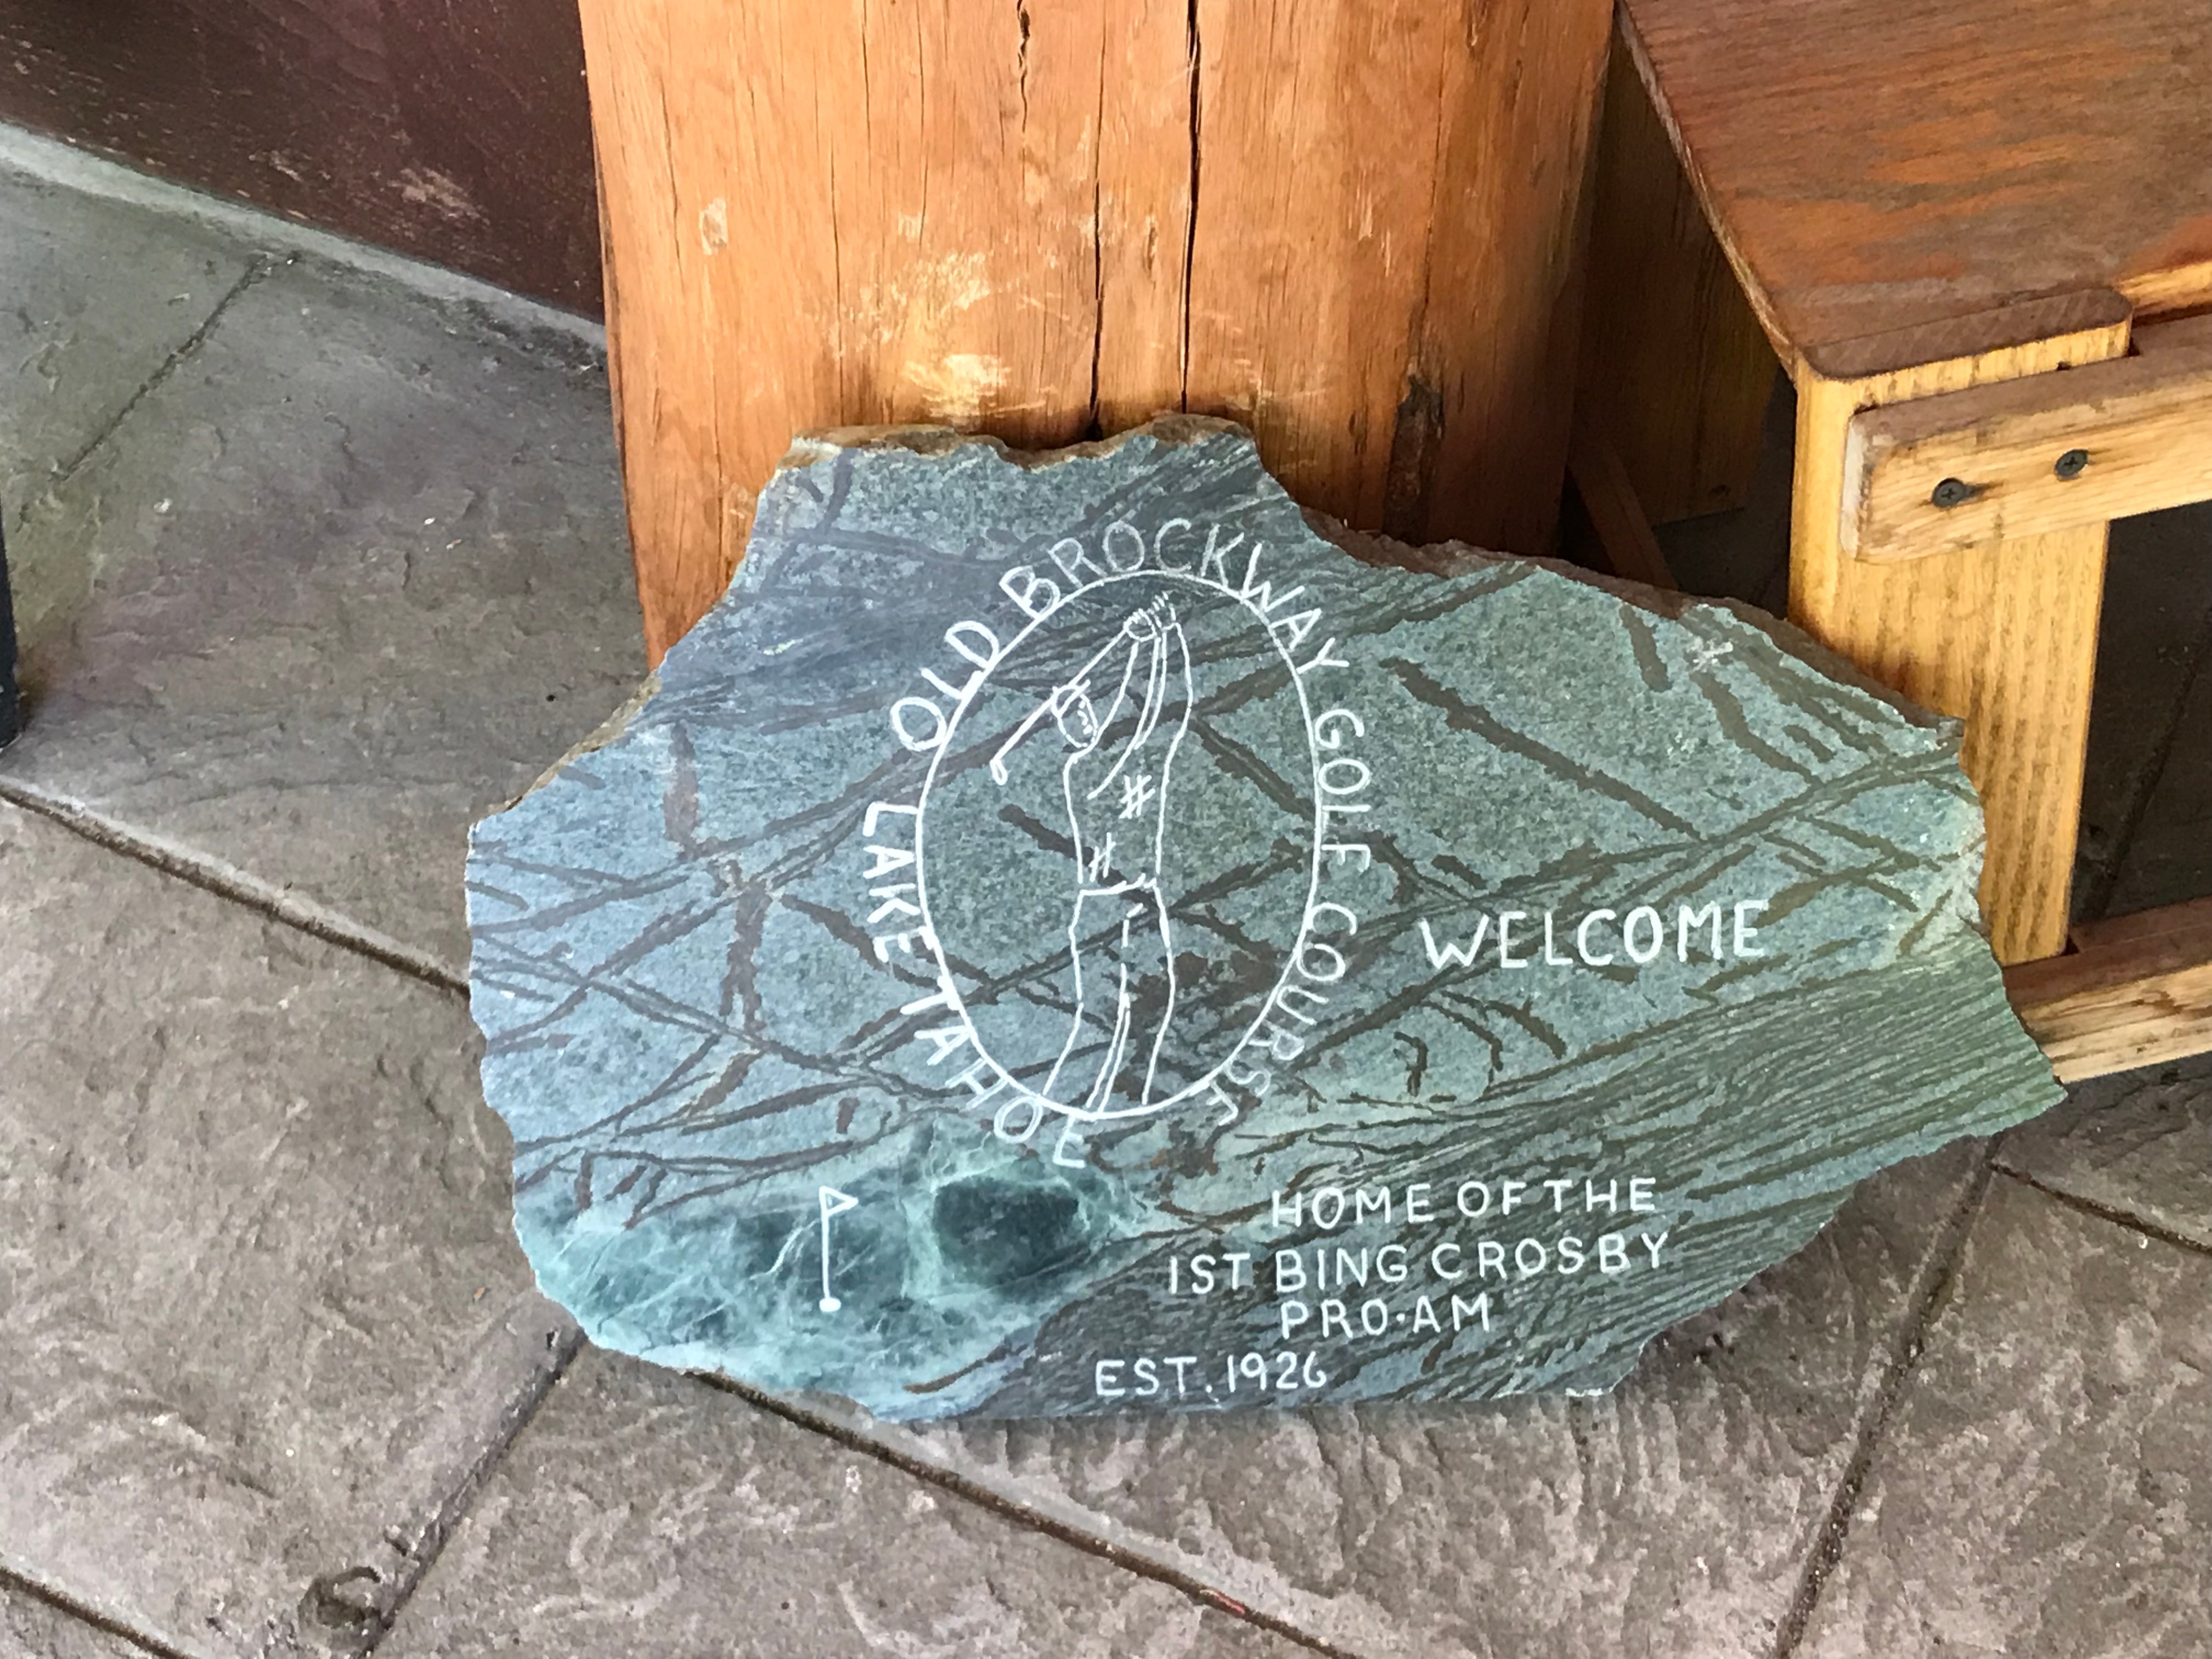 OLD BROCKWAY GOLF COURSE
LAKE TAHOE
WELCOME
HOME OF THE
1ST BING CROSBY
PRO•AM
EST. 1926